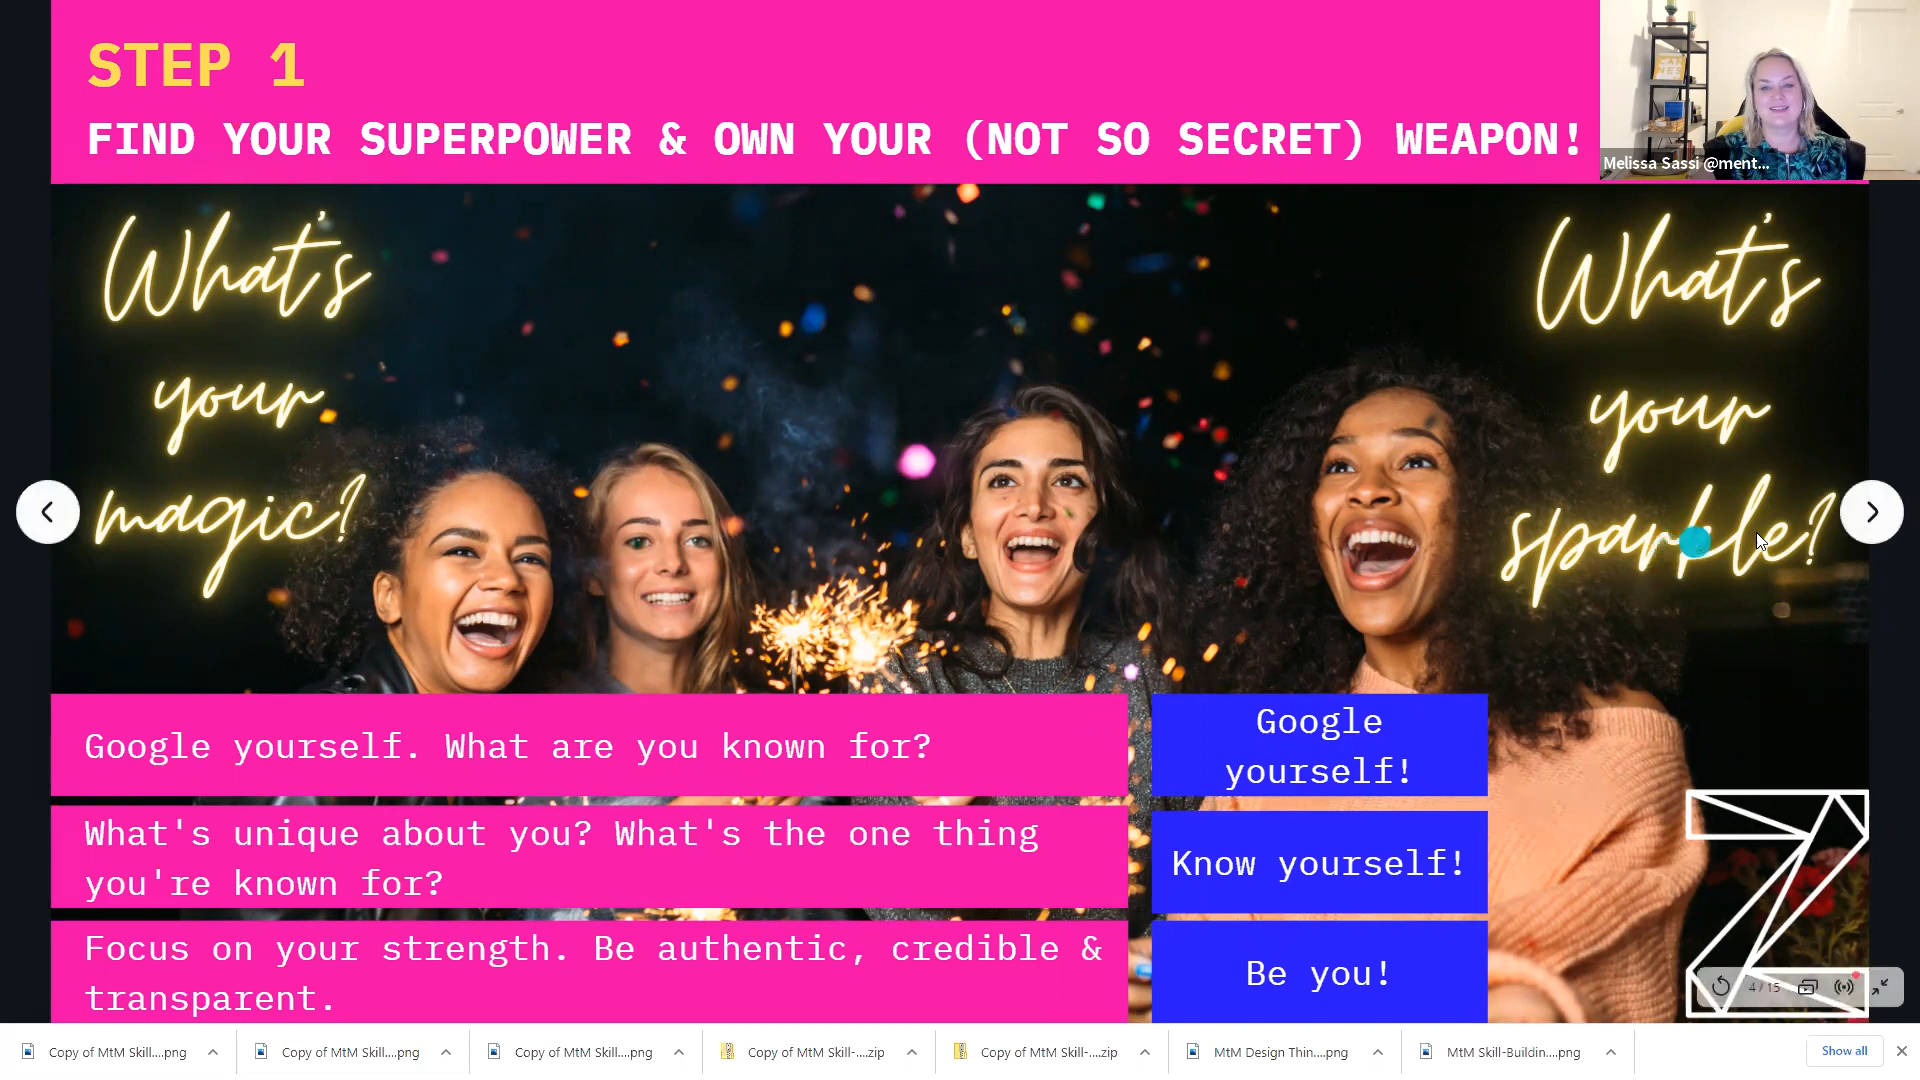 STEP 1
FIND YOUR SUPERPOWER & OWN YOUR (NOT SO SECRET) WEAPON!
Melissa Sassi @ment...
What's
your
magic?
What's
your
sparkle?
Google yourself. What are you known for?
Google
yourself!
What's unique about you? What's the one thing
you're known for?
Know yourself!
Focus on your strength. Be authentic, credible &
transparent.
Be you!
4 / 15
Copy of MtM Skill....png
Copy of MtM Skill....png
Copy of MtM Skill....png
Copy of MtM Skill-....zip
Copy of MtM Skill-....zip
MtM Design Thin....png
MtM Skill-Buildin....png
Show all